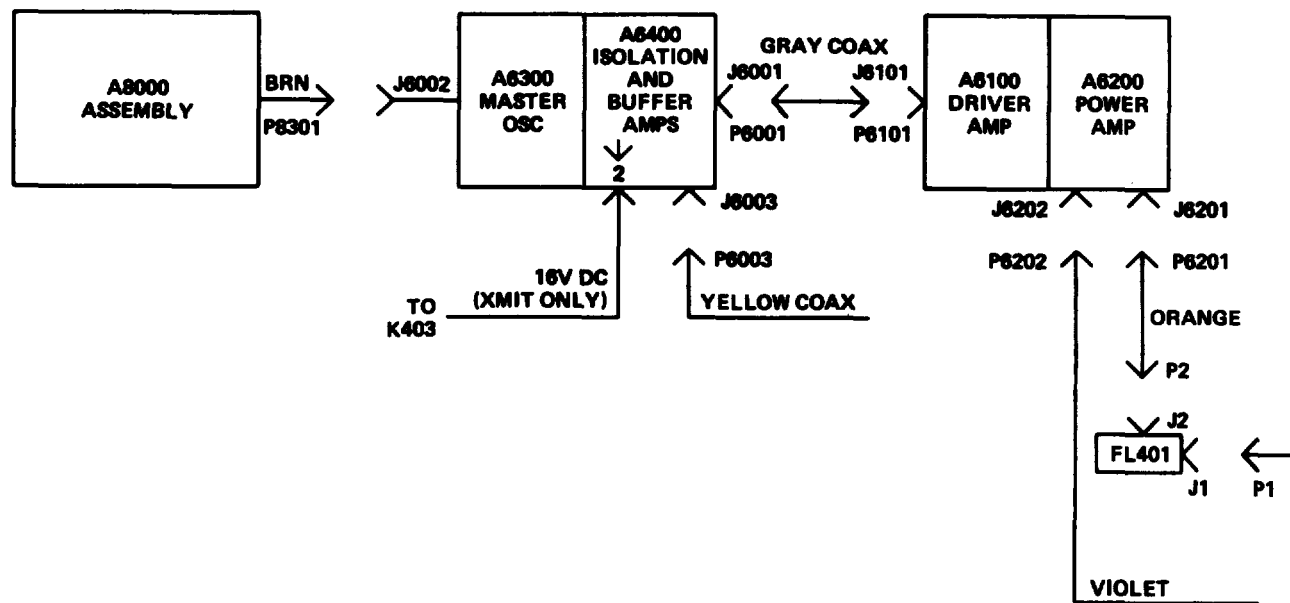 A8000
ASSEMBLY
BRN
P8301
J6002
A6300
MASTER
OSC
A6400
ISOLATION
AND
BUFFER
AMPS
2
J6001
P6001
GRAY COAX
J6101
P6101
A6100
DRIVER
AMP
A6200
POWER
AMP
J6003
P6003
YELLOW COAX
16V DC
(XMIT ONLY)
TO
K403
J6202
J6201
P6202
P6201
ORANGE
P2
J2
FL401
J1
P1
VIOLET